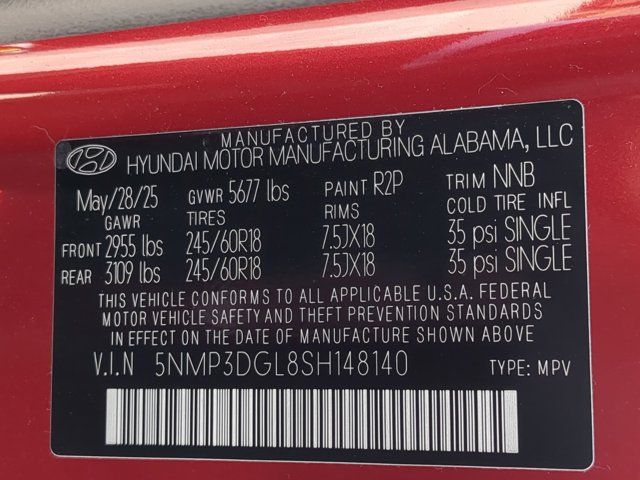 MANUFACTURED BY
HYUNDAI MOTOR MANUFACTURING ALABAMA, LLC
May/28/25 GVWR 5677 lbs PAINT R2P TRIM NNB
GAWR TIRES RIMS COLD TIRE INFL
FRONT 2955 lbs 245/60R18 7.5JX18 35 psi SINGLE
REAR 3109 lbs 245/60R18 7.5JX18 35 psi SINGLE
THIS VEHICLE CONFORMS TO ALL APPLICABLE U.S.A. FEDERAL
MOTOR VEHICLE SAFETY AND THEFT PREVENTION STANDARDS
IN EFFECT ON THE DATE OF MANUFACTURE SHOWN ABOVE
V.I.N 5NMP3DGL8SH148140 TYPE: MPV